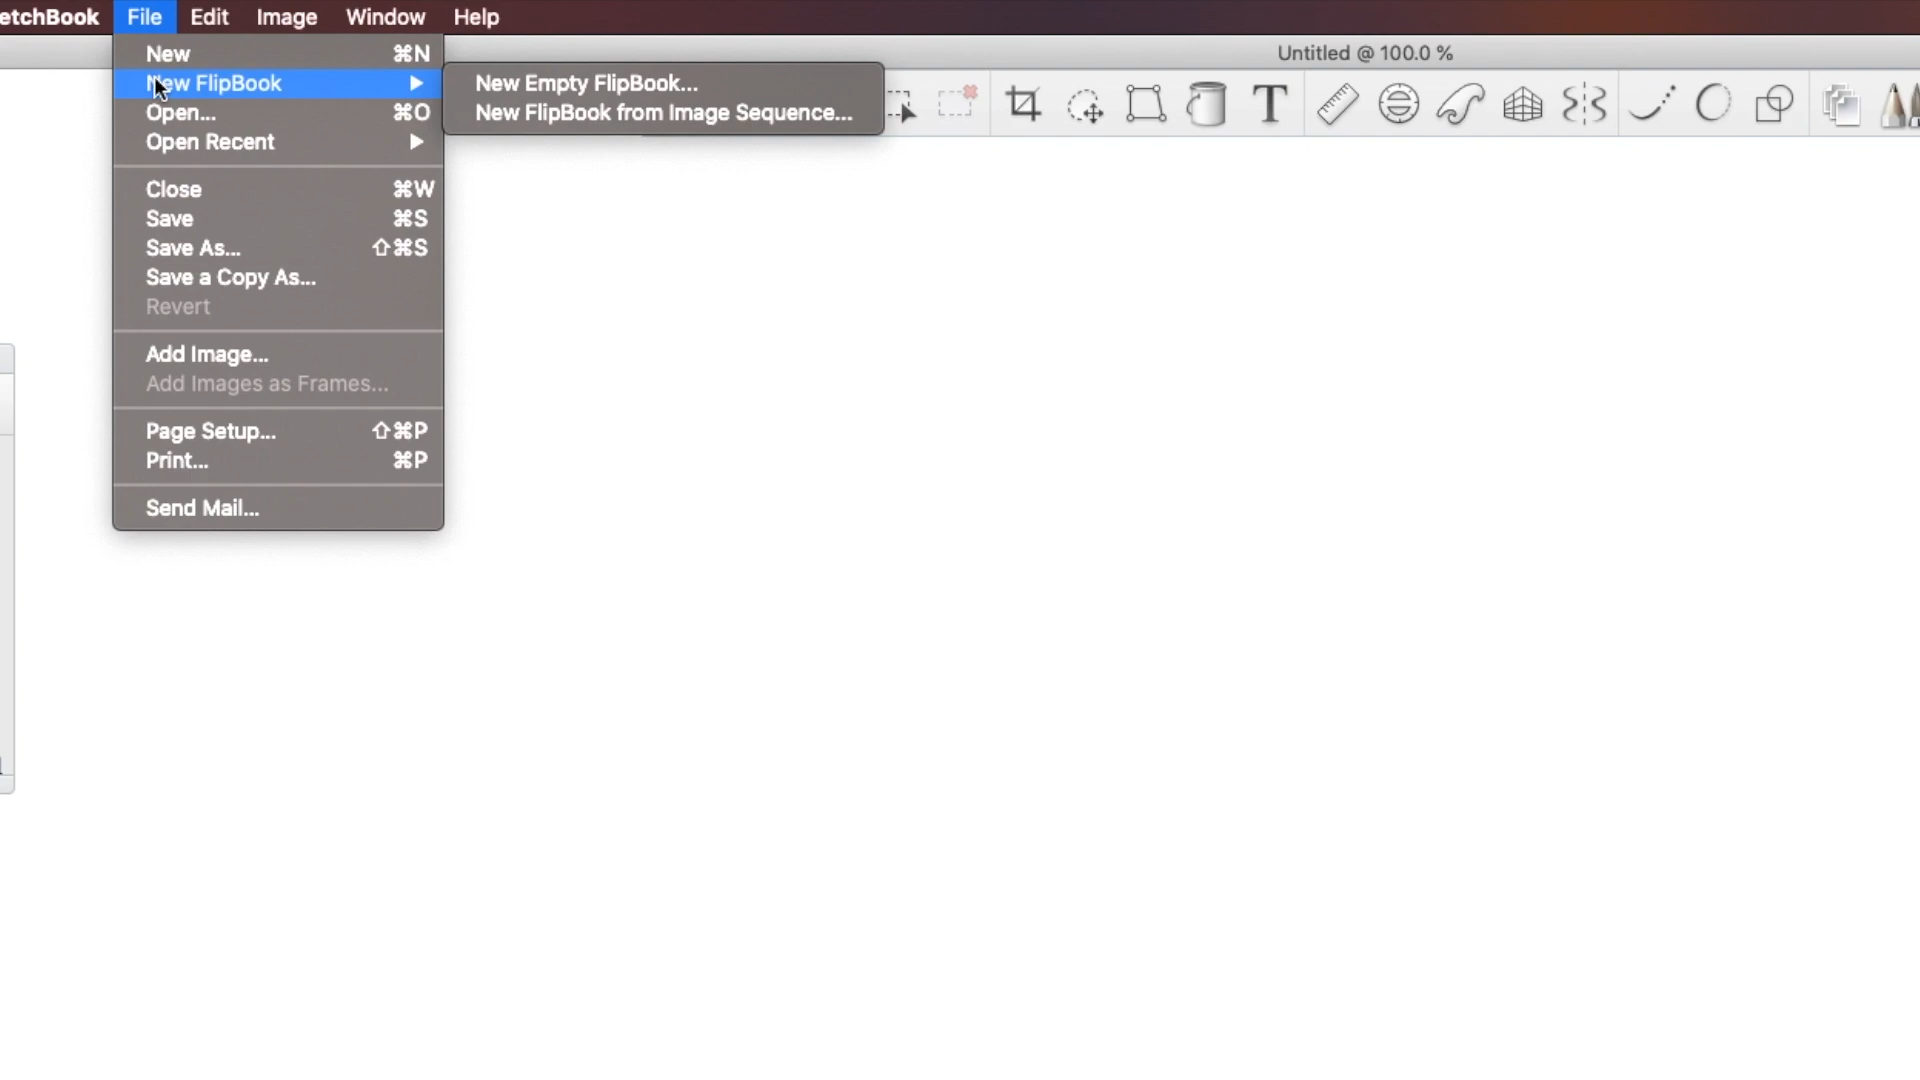 etchBook File Edit Image Window Help
Untitled @ 100.0 %
New ⌘N
New FlipBook ▶
New Empty FlipBook...
Open... ⌘O
New FlipBook from Image Sequence...
Open Recent ▶
Close ⌘W
Save ⌘S
Save As... ⇧⌘S
Save a Copy As...
Revert
Add Image...
Add Images as Frames...
Page Setup... ⇧⌘P
Print... ⌘P
Send Mail...